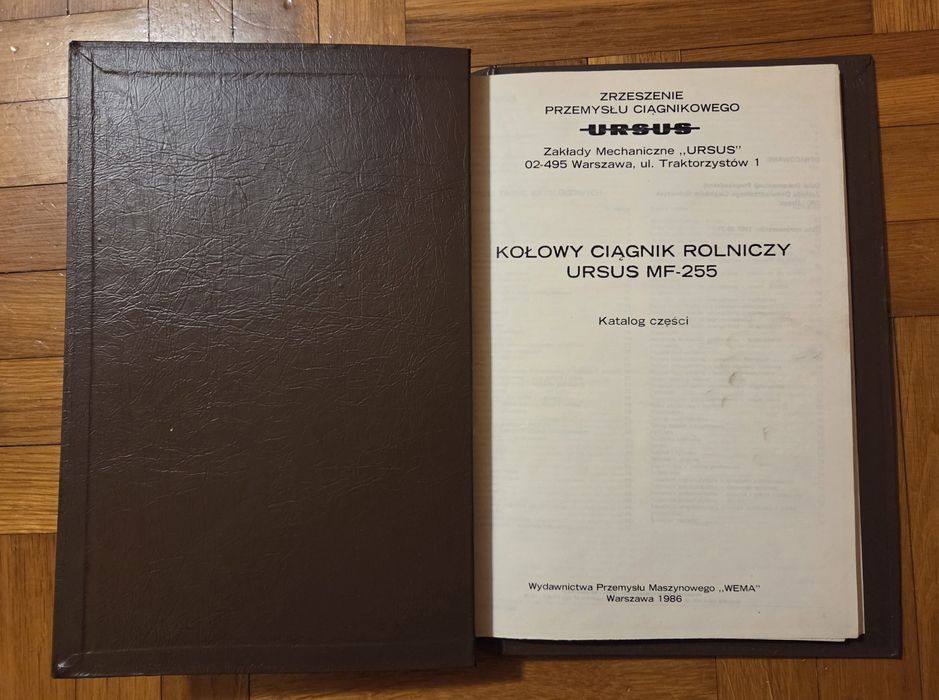 ZRZESZENIE
PRZEMYSŁU CIĄGNIKOWEGO
URSUS
Zakłady Mechaniczne ,,URSUS"
02-495 Warszawa, ul. Traktorzystów 1
KOŁOWY CIĄGNIK ROLNICZY
URSUS MF-255
Katalog części
Wydawnictwa Przemysłu Maszynowego ,,WEMA"
Warszawa 1986